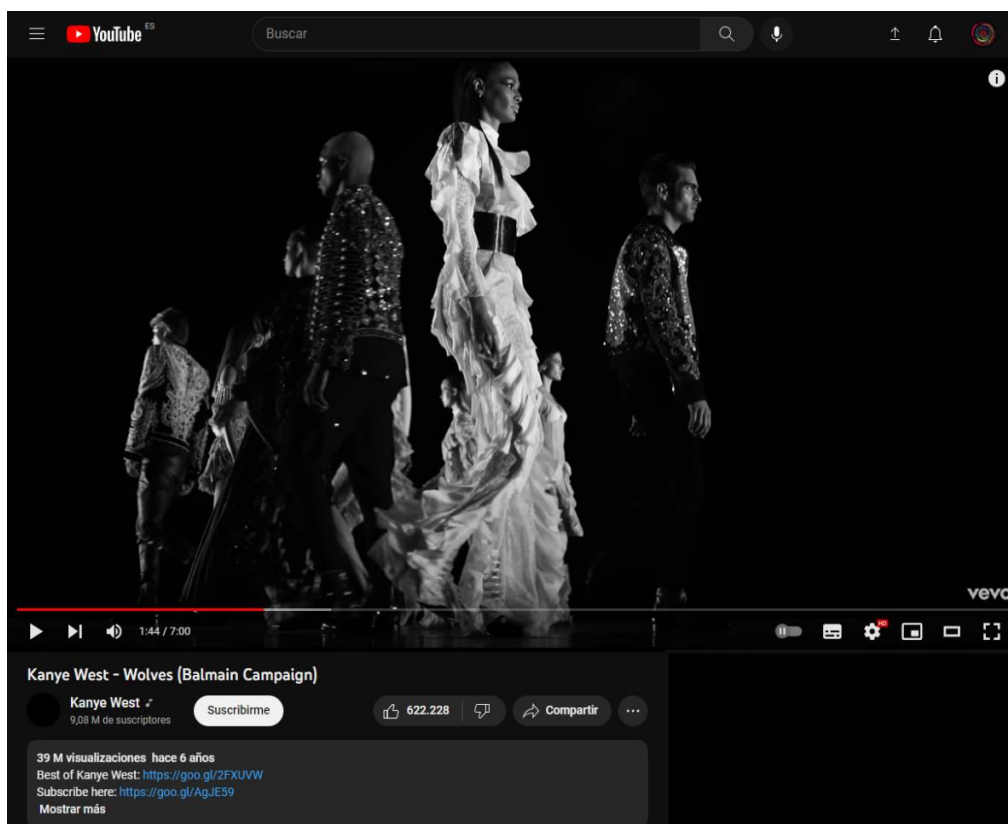 YouTube ES
Buscar
vevo
1:44 / 7:00
HD
Kanye West - Wolves (Balmain Campaign)
Kanye West
9,08 M de suscriptores
Suscribirme
622.228
Compartir
39 M visualizaciones hace 6 años
Best of Kanye West: https://goo.gl/2FXUVW
Subscribe here: https://goo.gl/AgJE59
Mostrar más